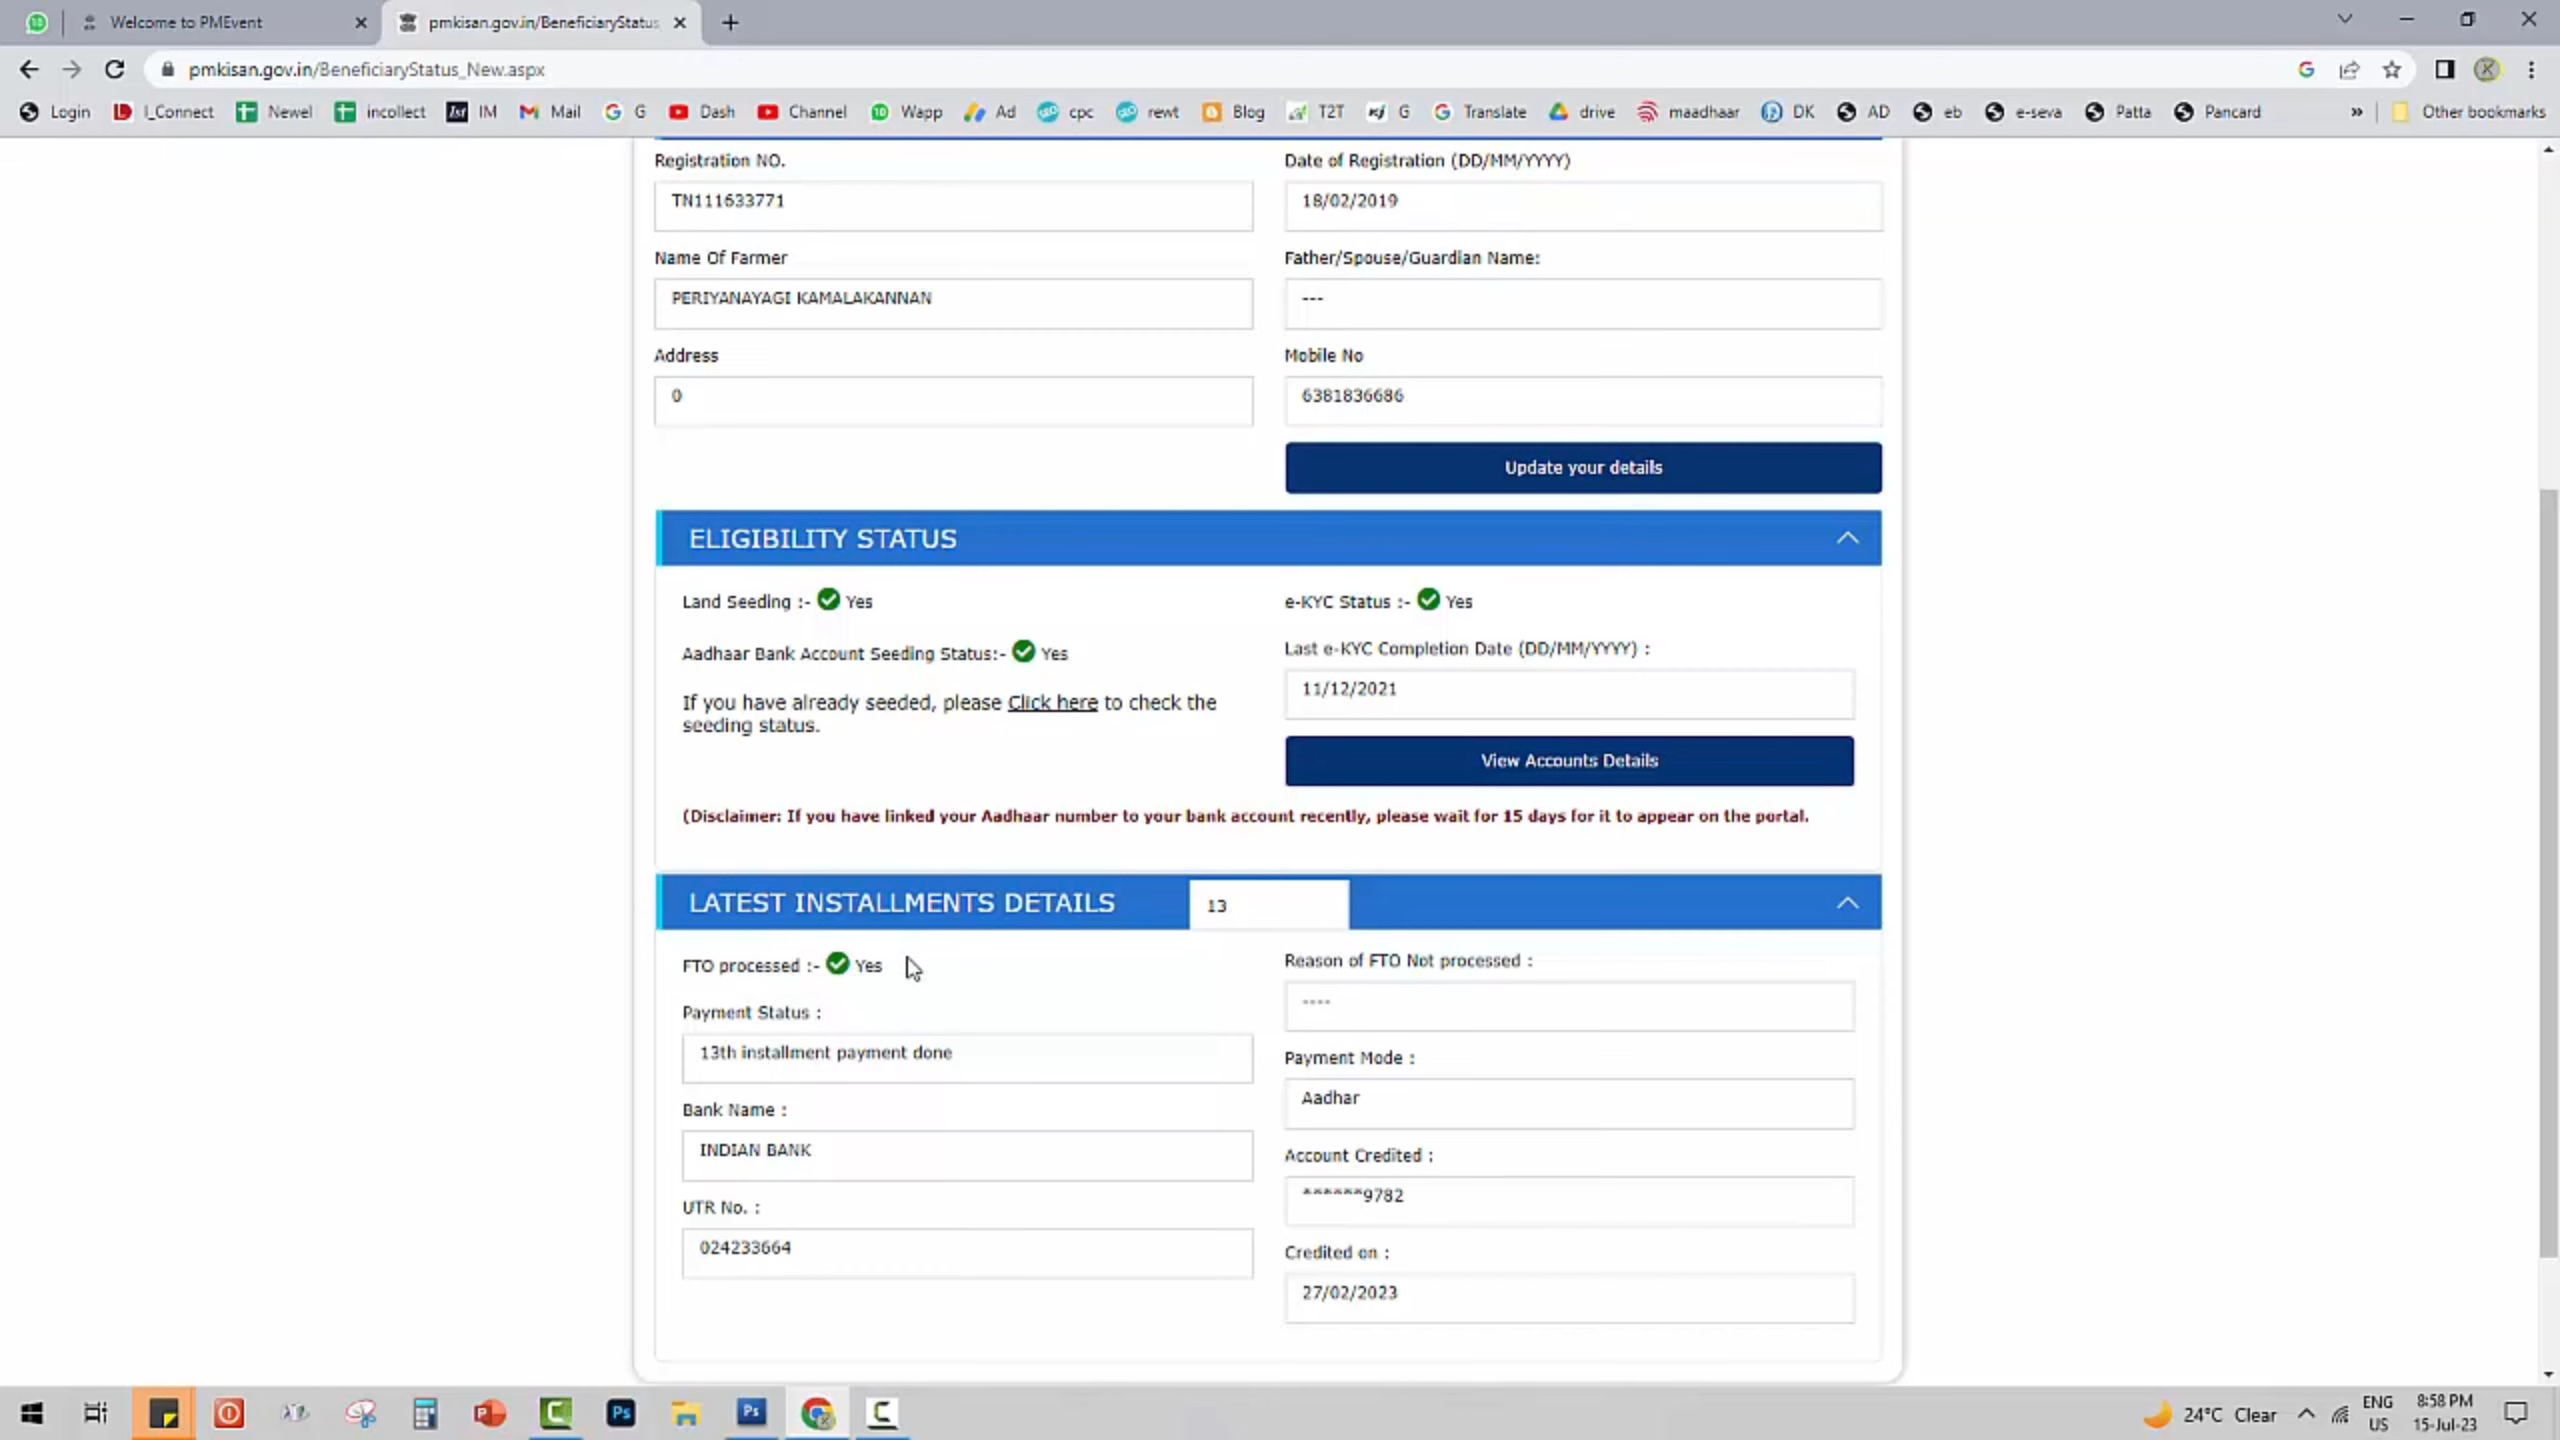 Welcome to PMEvent
pmkisan.gov.in/BeneficiaryStatus
pmkisan.gov.in/BeneficiaryStatus_New.aspx
Login I_Connect Newel incollect Ist IM Mail G Dash Channel Wapp Ad cpc rewt Blog T2T G Translate drive maadhaar DK AD eb e-seva Patta Pancard » Other bookmarks
Registration NO. Date of Registration (DD/MM/YYYY)
TN111633771 18/02/2019
Name Of Farmer Father/Spouse/Guardian Name:
PERIYANAYAGI KAMALAKANNAN ---
Address Mobile No
0 6381836686
Update your details
ELIGIBILITY STATUS
Land Seeding :- Yes e-KYC Status :- Yes
Aadhaar Bank Account Seeding Status:- Yes Last e-KYC Completion Date (DD/MM/YYYY) :
11/12/2021
If you have already seeded, please Click here to check the
seeding status.
View Accounts Details
(Disclaimer: If you have linked your Aadhaar number to your bank account recently, please wait for 15 days for it to appear on the portal.
LATEST INSTALLMENTS DETAILS 13
FTO processed :- Yes Reason of FTO Not processed :
----
Payment Status :
13th installment payment done Payment Mode :
Aadhar
Bank Name :
INDIAN BANK Account Credited :
******9782
UTR No. :
024233664 Credited on :
27/02/2023
24°C Clear ENG US 8:58 PM 15-Jul-23